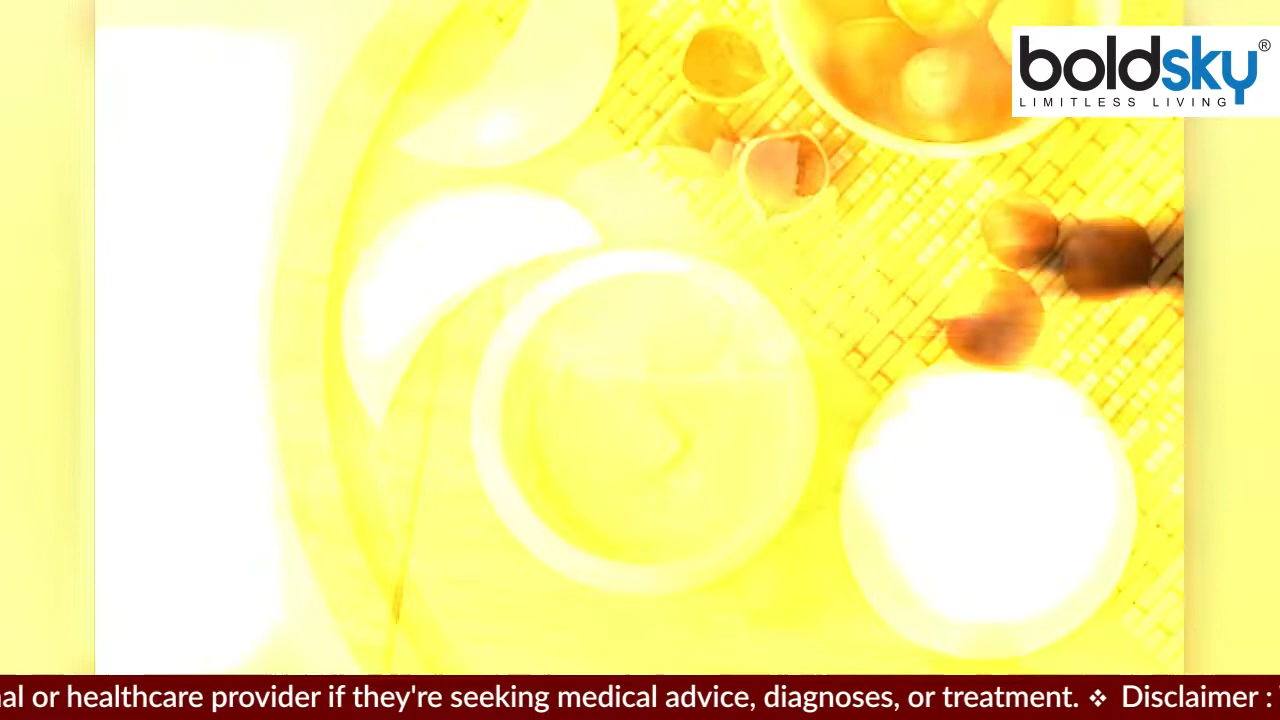 boldsky®
LIMITLESS LIVING
al or healthcare provider if they're seeking medical advice, diagnoses, or treatment. ❖ Disclaimer :